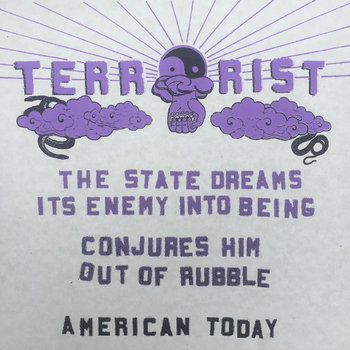 TERRORIST
THE STATE DREAMS
ITS ENEMY INTO BEING
CONJURES HIM
OUT OF RUBBLE
AMERICAN TODAY